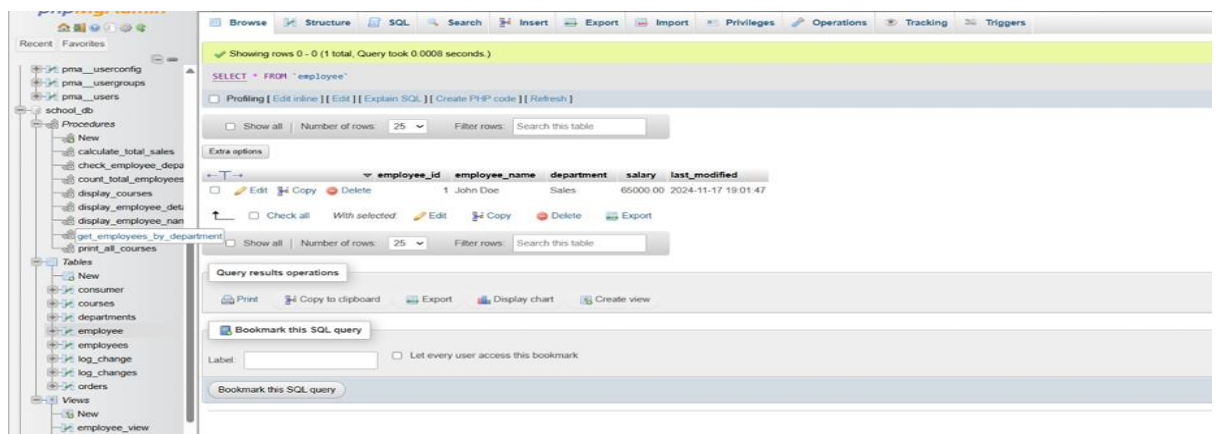 phpMyAdmin
Recent Favorites
pma__userconfig
pma__usergroups
pma__users
school_db
Procedures
New
calculate_total_sales
check_employee_depa
count_total_employees
display_courses
display_employee_deta
display_employee_nan
get_employees_by_department
print_all_courses
Tables
New
consumer
courses
departments
employee
employees
log_change
log_changes
orders
Views
New
employee_view
Browse Structure SQL Search Insert Export Import Privileges Operations Tracking Triggers
Showing rows 0 - 0 (1 total, Query took 0.0008 seconds.)
SELECT * FROM `employee`
Profiling [ Edit inline ] [ Edit ] [ Explain SQL ] [ Create PHP code ] [ Refresh ]
Show all | Number of rows: 25 Filter rows: Search this table
Extra options
←T→ employee_id employee_name department salary last_modified
Edit Copy Delete 1 John Doe Sales 65000.00 2024-11-17 19:01:47
Check all With selected: Edit Copy Delete Export
Show all | Number of rows: 25 Filter rows: Search this table
Query results operations
Print Copy to clipboard Export Display chart Create view
Bookmark this SQL query
Label: Let every user access this bookmark
Bookmark this SQL query